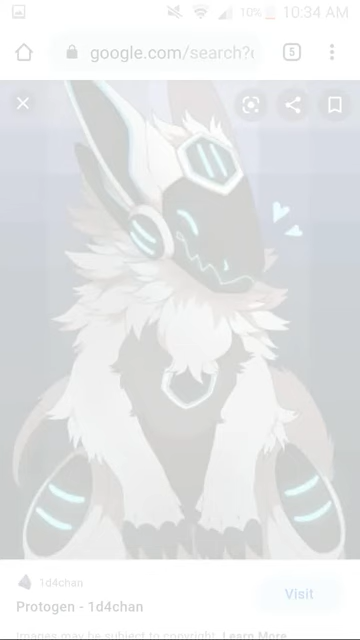 10% 10:34 AM
google.com/search?
5
1d4chan
Protogen - 1d4chan
Visit
Images may be subject to copyright. Learn More